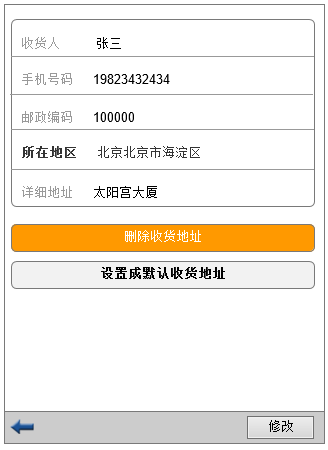 收货人 张三
手机号码 19823432434
邮政编码 100000
所在地区 北京北京市海淀区
详细地址 太阳宫大厦
删除收货地址
设置成默认收货地址
修改